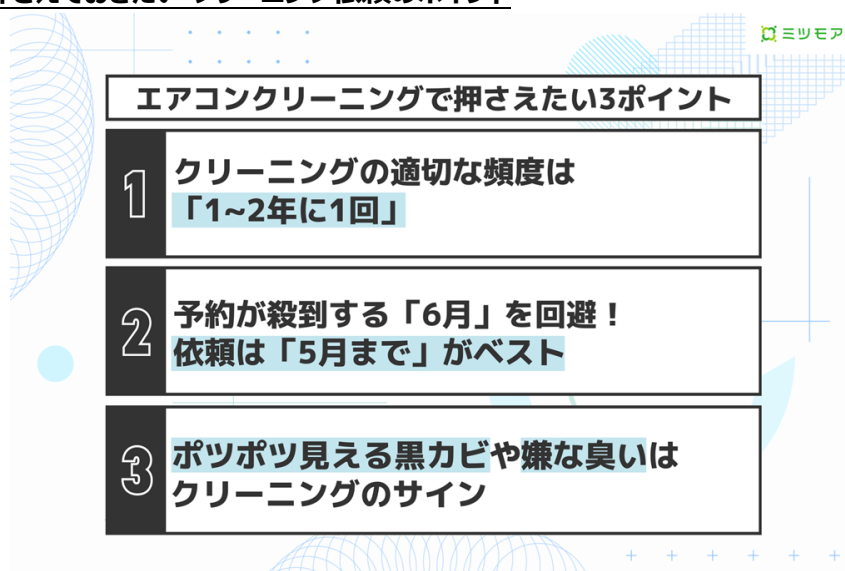 ミツモア
エアコンクリーニングで押さえたい3ポイント
1
クリーニングの適切な頻度は
「1~2年に1回」
2
予約が殺到する「6月」を回避！
依頼は「5月まで」がベスト
3
ポツポツ見える黒カビや嫌な臭いは
クリーニングのサイン